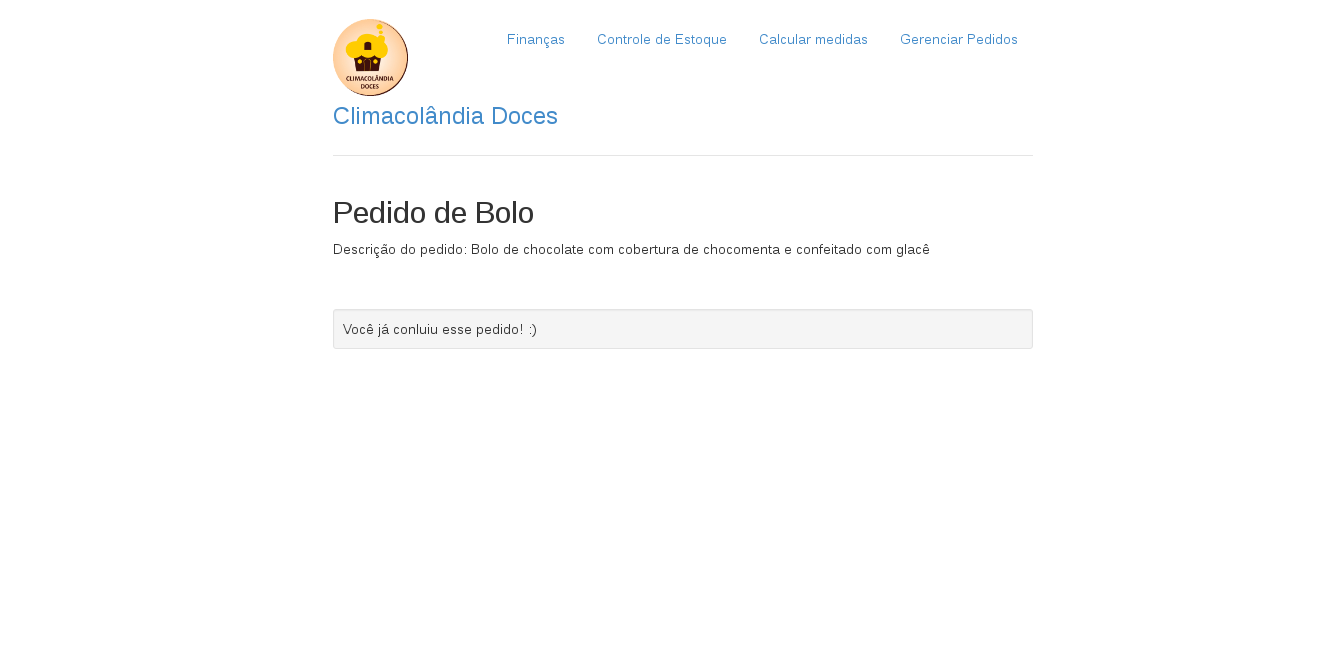 CLIMACOLÂNDIA
DOCES
Finanças Controle de Estoque Calcular medidas Gerenciar Pedidos
Climacolândia Doces
Pedido de Bolo
Descrição do pedido: Bolo de chocolate com cobertura de chocomenta e confeitado com glacê
Você já conluiu esse pedido! :)